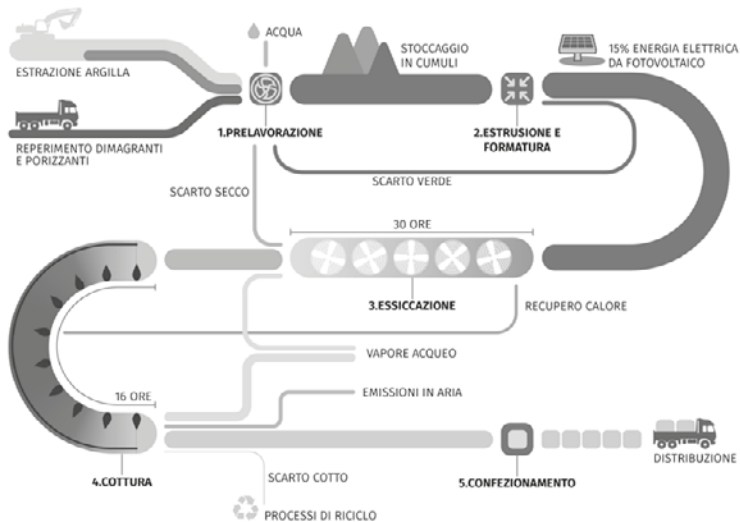 ACQUA
STOCCAGGIO
IN CUMULI
15% ENERGIA ELETTRICA
DA FOTOVOLTAICO
ESTRAZIONE ARGILLA
1.PRELAVORAZIONE
2.ESTRUSIONE E
FORMATURA
REPERIMENTO DIMAGRANTI
E PORIZZANTI
SCARTO SECCO
SCARTO VERDE
30 ORE
3.ESSICCAZIONE
RECUPERO CALORE
VAPORE ACQUEO
16 ORE
EMISSIONI IN ARIA
DISTRIBUZIONE
4.COTTURA
SCARTO COTTO
5.CONFEZIONAMENTO
PROCESSI DI RICICLO